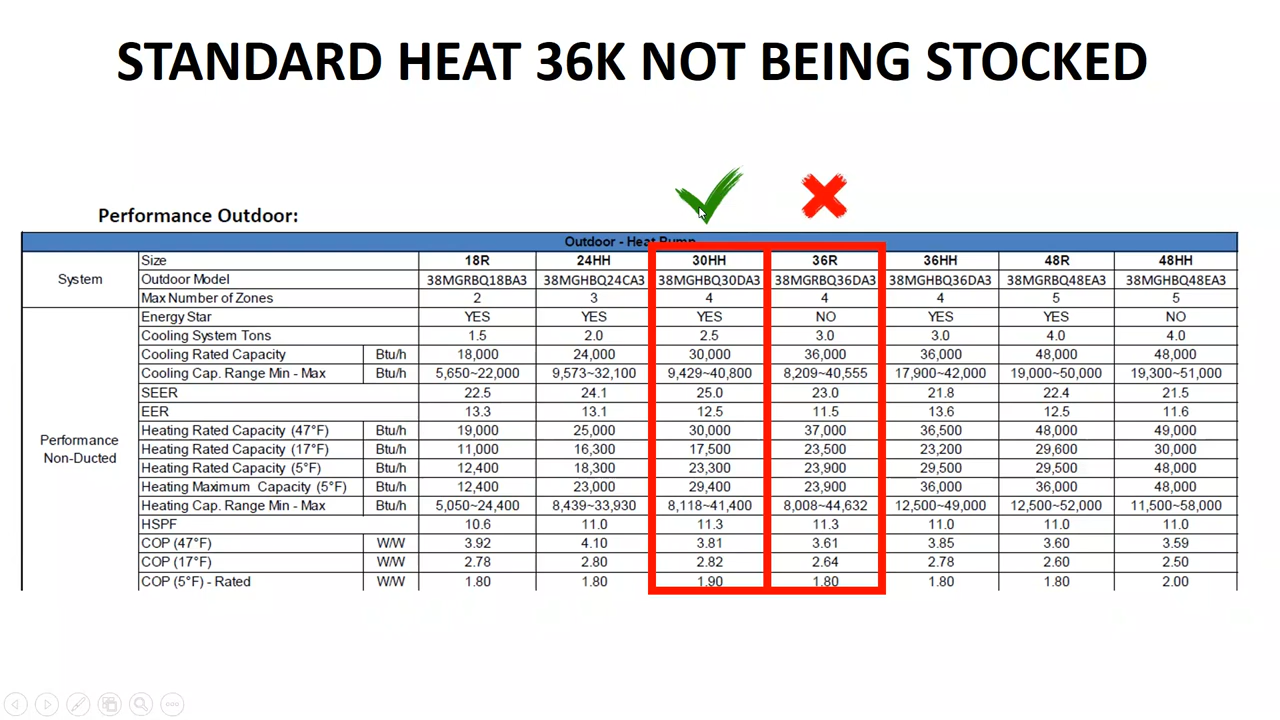 STANDARD HEAT 36K NOT BEING STOCKED
Performance Outdoor:
Outdoor - Heat Pump
System
Size 18R 24HH 30HH 36R 36HH 48R 48HH
Outdoor Model 38MGRBQ18BA3 38MGHBQ24CA3 38MGHBQ30DA3 38MGRBQ36DA3 38MGHBQ36DA3 38MGRBQ48EA3 38MGHBQ48EA3
Max Number of Zones 2 3 4 4 4 5 5
Performance Non-Ducted
Energy Star YES YES YES NO YES YES NO
Cooling System Tons 1.5 2.0 2.5 3.0 3.0 4.0 4.0
Cooling Rated Capacity Btu/h 18,000 24,000 30,000 36,000 36,000 48,000 48,000
Cooling Cap. Range Min - Max Btu/h 5,650~22,000 9,573~32,100 9,429~40,800 8,209~40,555 17,900~42,000 19,000~50,000 19,300~51,000
SEER 22.5 24.1 25.0 23.0 21.8 22.4 21.5
EER 13.3 13.1 12.5 11.5 13.6 12.5 11.6
Heating Rated Capacity (47°F) Btu/h 19,000 25,000 30,000 37,000 36,500 48,000 49,000
Heating Rated Capacity (17°F) Btu/h 11,000 16,300 17,500 23,500 23,200 29,600 30,000
Heating Rated Capacity (5°F) Btu/h 12,400 18,300 23,300 23,900 29,500 29,500 48,000
Heating Maximum Capacity (5°F) Btu/h 12,400 23,000 29,400 23,900 36,000 36,000 48,000
Heating Cap. Range Min - Max Btu/h 5,050~24,400 8,439~33,930 8,118~41,400 8,008~44,632 12,500~49,000 12,500~52,000 11,500~58,000
HSPF 10.6 11.0 11.3 11.3 11.0 11.0 11.0
COP (47°F) W/W 3.92 4.10 3.81 3.61 3.85 3.60 3.59
COP (17°F) W/W 2.78 2.80 2.82 2.64 2.78 2.60 2.50
COP (5°F) - Rated W/W 1.80 1.80 1.90 1.80 1.80 1.80 2.00